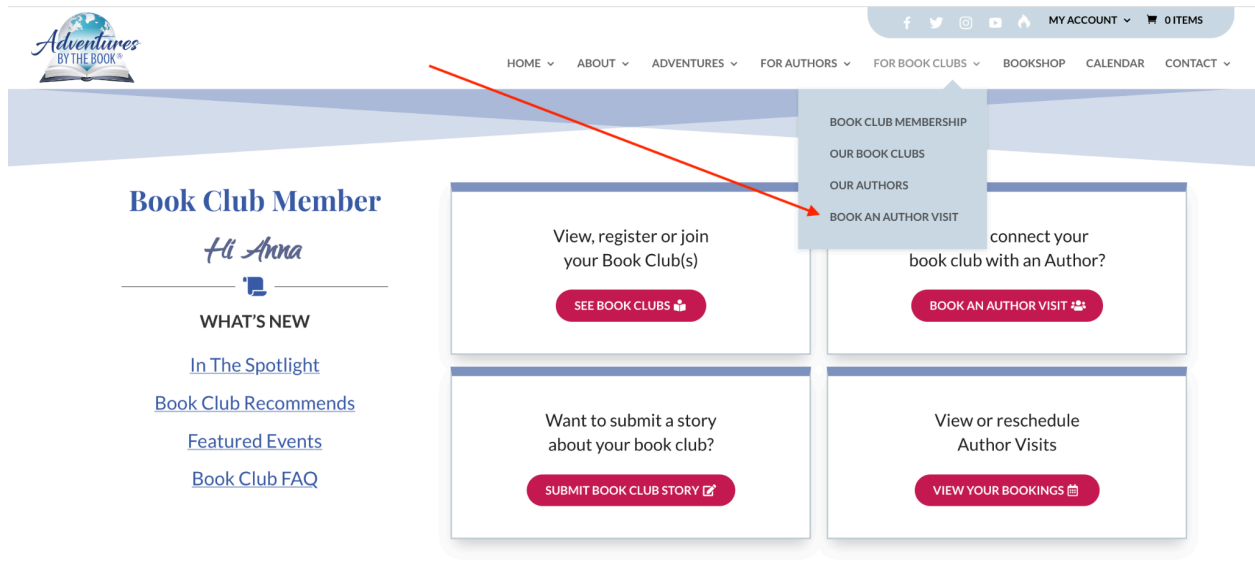 Adventures
BY THE BOOK®
MY ACCOUNT
0 ITEMS
HOME
ABOUT
ADVENTURES
FOR AUTHORS
FOR BOOK CLUBS
BOOKSHOP
CALENDAR
CONTACT
BOOK CLUB MEMBERSHIP
OUR BOOK CLUBS
OUR AUTHORS
BOOK AN AUTHOR VISIT
Book Club Member
Hi Anna
WHAT'S NEW
In The Spotlight
Book Club Recommends
Featured Events
Book Club FAQ
View, register or join
your Book Club(s)
SEE BOOK CLUBS
connect your
book club with an Author?
BOOK AN AUTHOR VISIT
Want to submit a story
about your book club?
SUBMIT BOOK CLUB STORY
View or reschedule
Author Visits
VIEW YOUR BOOKINGS